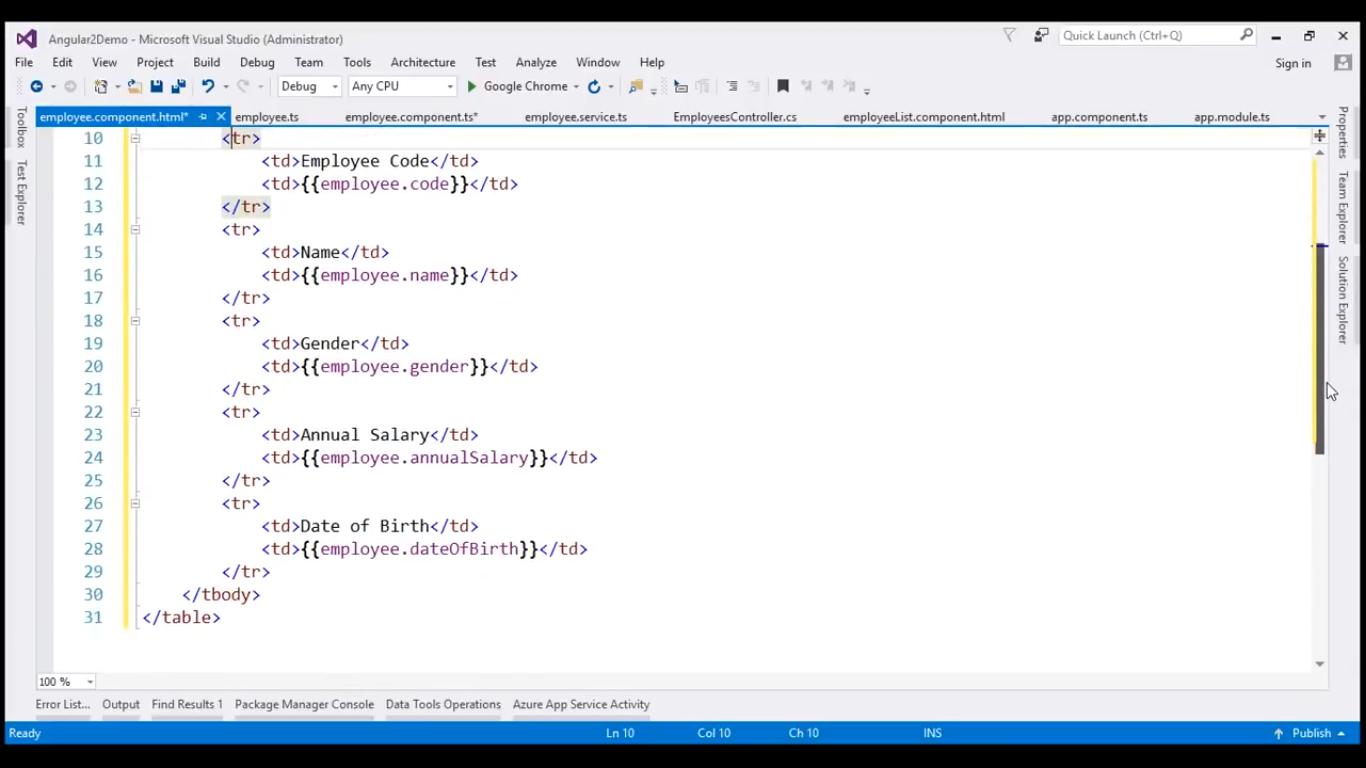 Angular2Demo - Microsoft Visual Studio (Administrator)
Quick Launch (Ctrl+Q)
File Edit View Project Build Debug Team Tools Architecture Test Analyze Window Help
Sign in
Debug Any CPU Google Chrome
employee.component.html* employee.ts employee.component.ts* employee.service.ts EmployeesController.cs employeeList.component.html app.component.ts app.module.ts
Toolbox
Test Explorer
10 <tr>
11 <td>Employee Code</td>
12 <td>{{employee.code}}</td>
13 </tr>
14 <tr>
15 <td>Name</td>
16 <td>{{employee.name}}</td>
17 </tr>
18 <tr>
19 <td>Gender</td>
20 <td>{{employee.gender}}</td>
21 </tr>
22 <tr>
23 <td>Annual Salary</td>
24 <td>{{employee.annualSalary}}</td>
25 </tr>
26 <tr>
27 <td>Date of Birth</td>
28 <td>{{employee.dateOfBirth}}</td>
29 </tr>
30 </tbody>
31 </table>
Properties
Team Explorer
Solution Explorer
100 %
Error List... Output Find Results 1 Package Manager Console Data Tools Operations Azure App Service Activity
Ready Ln 10 Col 10 Ch 10 INS Publish